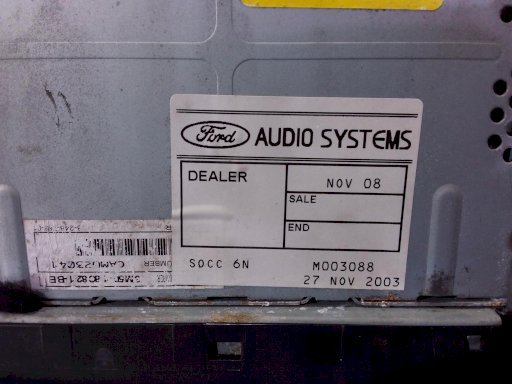 Ford AUDIO SYSTEMS
DEALER
NOV 08
SALE
END
SOCC 6N
M003088
27 NOV 2003